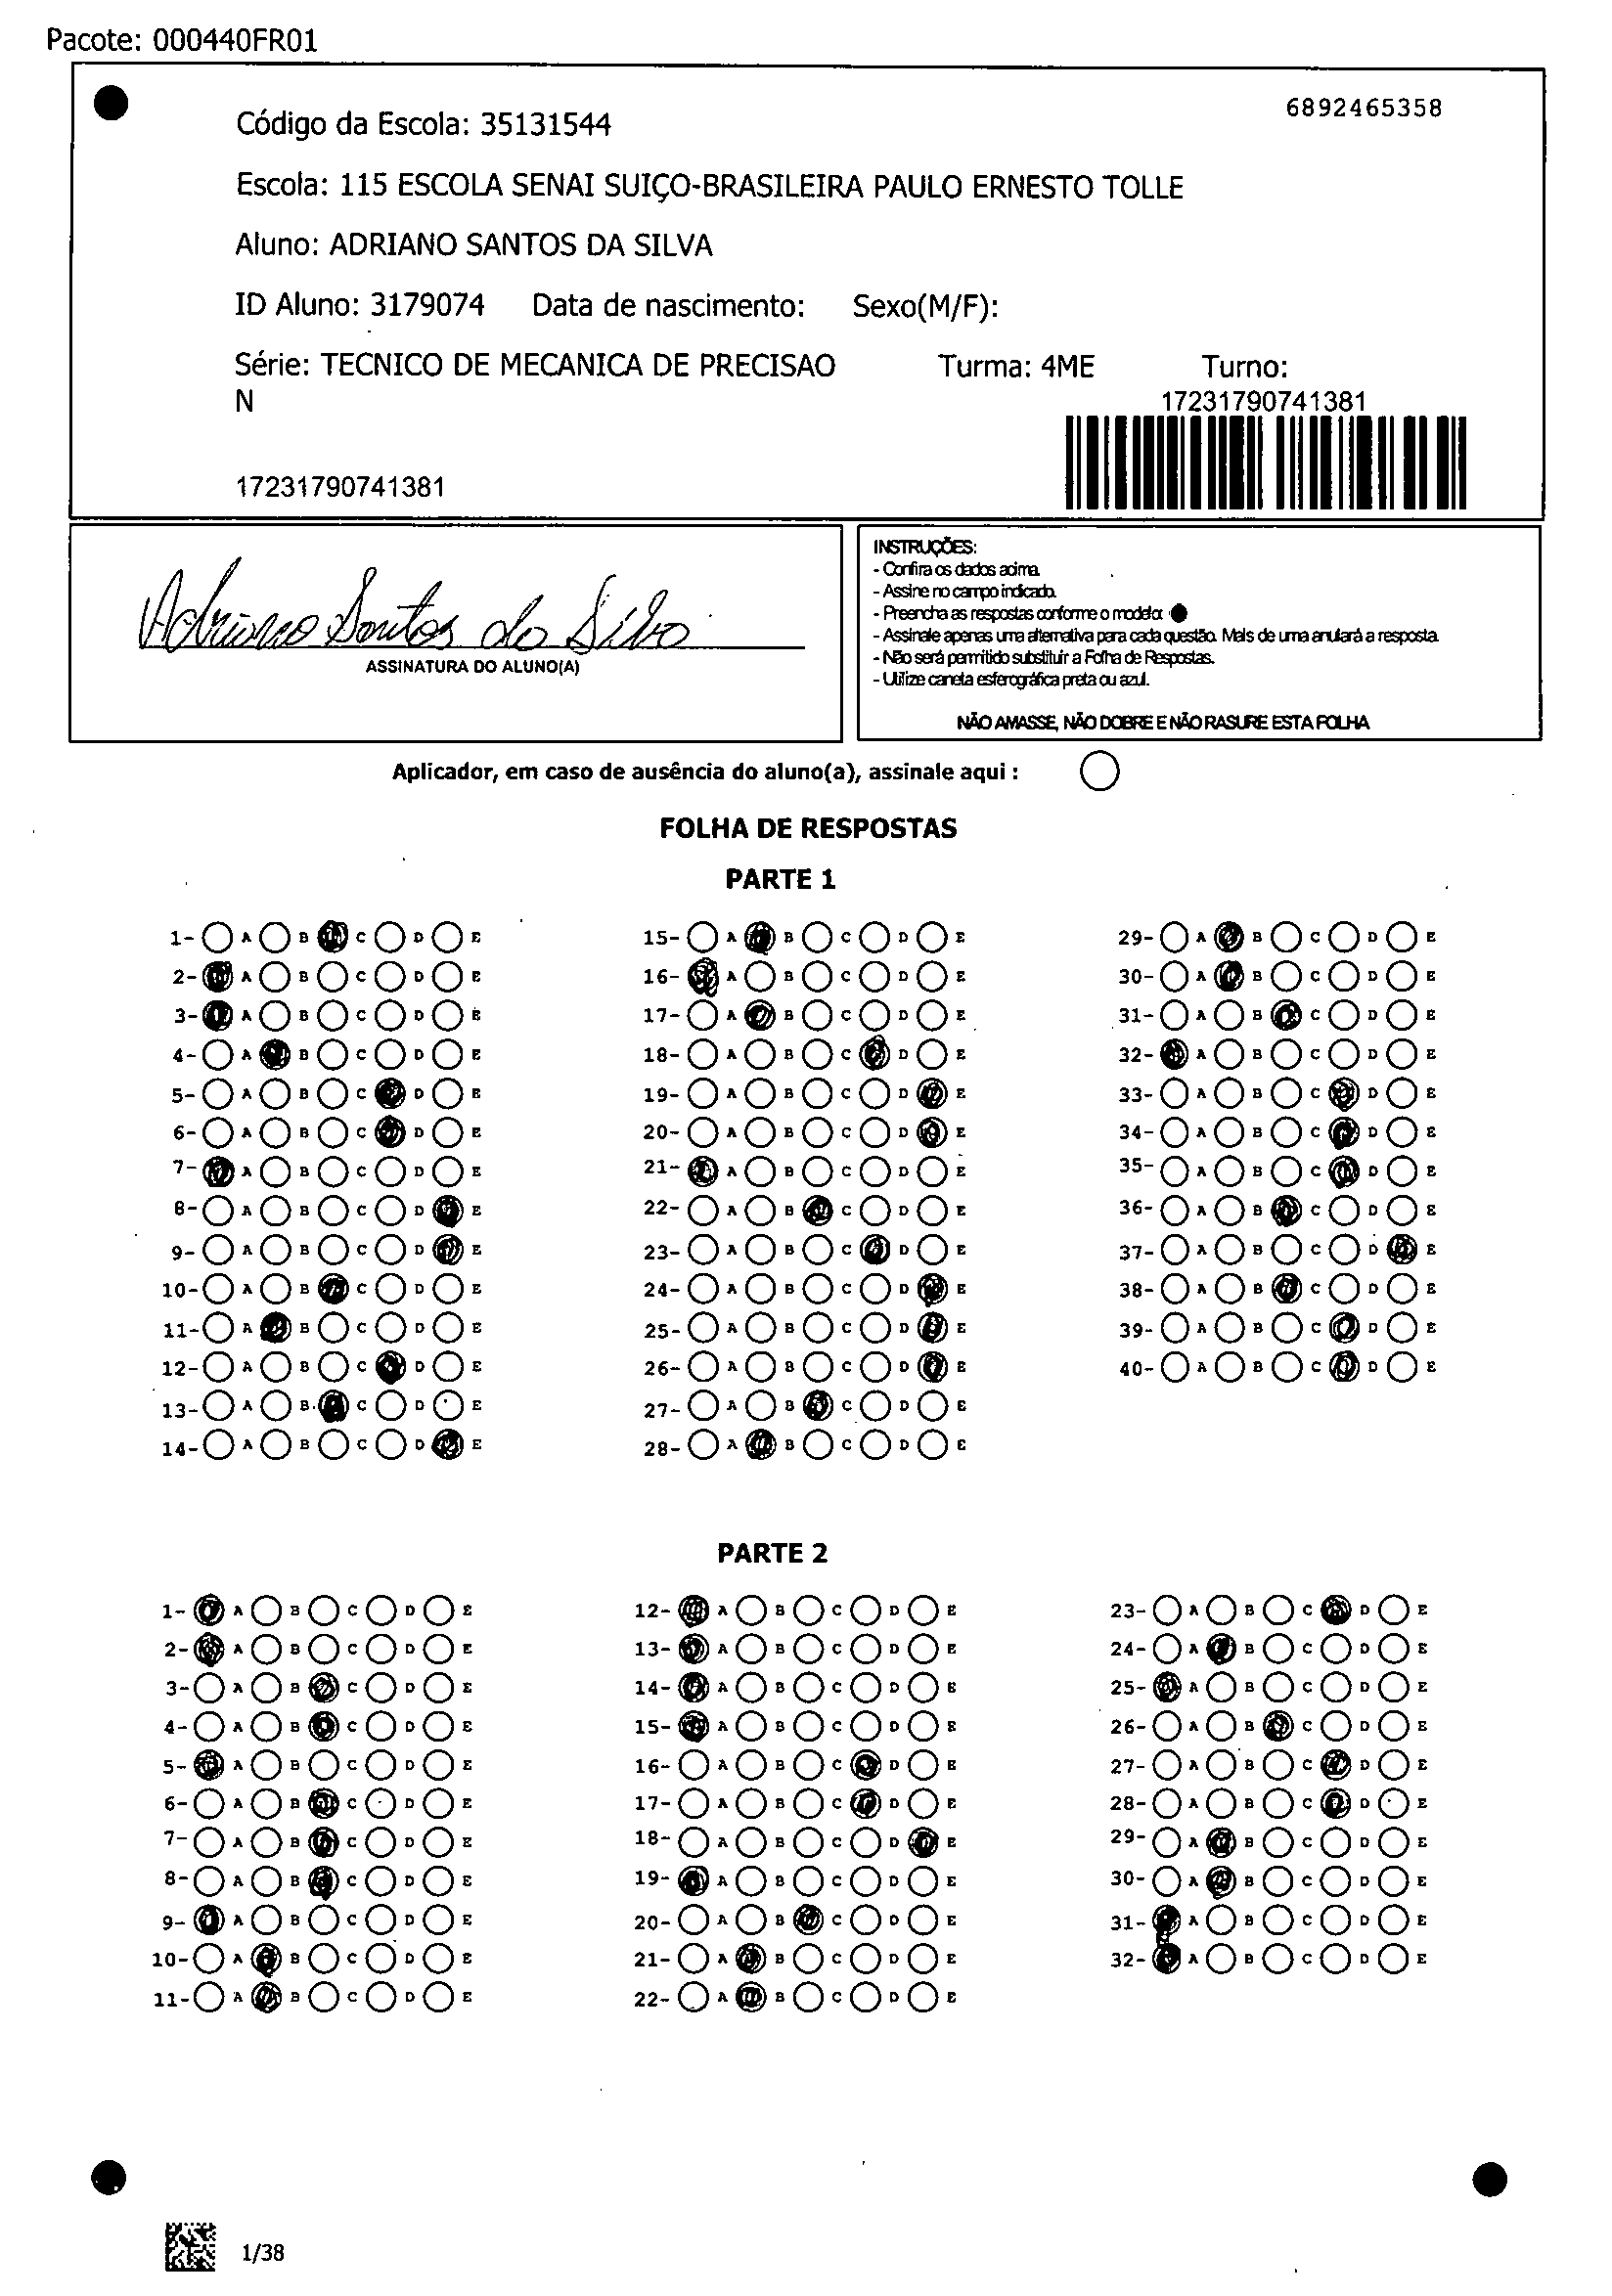 Pacote: 000440FR01
6892465358
Código da Escola: 35131544
Escola: 115 ESCOLA SENAI SUIÇO-BRASILEIRA PAULO ERNESTO TOLLE
Aluno: ADRIANO SANTOS DA SILVA
ID Aluno: 3179074 Data de nascimento: Sexo(M/F):
Série: TECNICO DE MECANICA DE PRECISAO Turma: 4ME Turno:
N
17231790741381
17231790741381
Adriano Santos da Silva
ASSINATURA DO ALUNO(A)
INSTRUÇÕES:
- Confira os dados acima.
- Assine no campo indicado.
- Preencha as respostas conforme o modelo:
- Assinale apenas uma alternativa para cada questão. Mais de uma anulará a resposta.
- Não será permitido substituir a Folha de Respostas.
- Utilize caneta esferográfica preta ou azul.
NÃO AMASSE, NÃO DOBRE E NÃO RASURE ESTA FOLHA
Aplicador, em caso de ausência do aluno(a), assinale aqui :
FOLHA DE RESPOSTAS
PARTE 1
1- A B C D E
2- A B C D E
3- A B C D E
4- A B C D E
5- A B C D E
6- A B C D E
7- A B C D E
8- A B C D E
9- A B C D E
10- A B C D E
11- A B C D E
12- A B C D E
13- A B C D E
14- A B C D E
15- A B C D E
16- A B C D E
17- A B C D E
18- A B C D E
19- A B C D E
20- A B C D E
21- A B C D E
22- A B C D E
23- A B C D E
24- A B C D E
25- A B C D E
26- A B C D E
27- A B C D E
28- A B C D E
29- A B C D E
30- A B C D E
31- A B C D E
32- A B C D E
33- A B C D E
34- A B C D E
35- A B C D E
36- A B C D E
37- A B C D E
38- A B C D E
39- A B C D E
40- A B C D E
PARTE 2
1- A B C D E
2- A B C D E
3- A B C D E
4- A B C D E
5- A B C D E
6- A B C D E
7- A B C D E
8- A B C D E
9- A B C D E
10- A B C D E
11- A B C D E
12- A B C D E
13- A B C D E
14- A B C D E
15- A B C D E
16- A B C D E
17- A B C D E
18- A B C D E
19- A B C D E
20- A B C D E
21- A B C D E
22- A B C D E
23- A B C D E
24- A B C D E
25- A B C D E
26- A B C D E
27- A B C D E
28- A B C D E
29- A B C D E
30- A B C D E
31- A B C D E
32- A B C D E
1/38